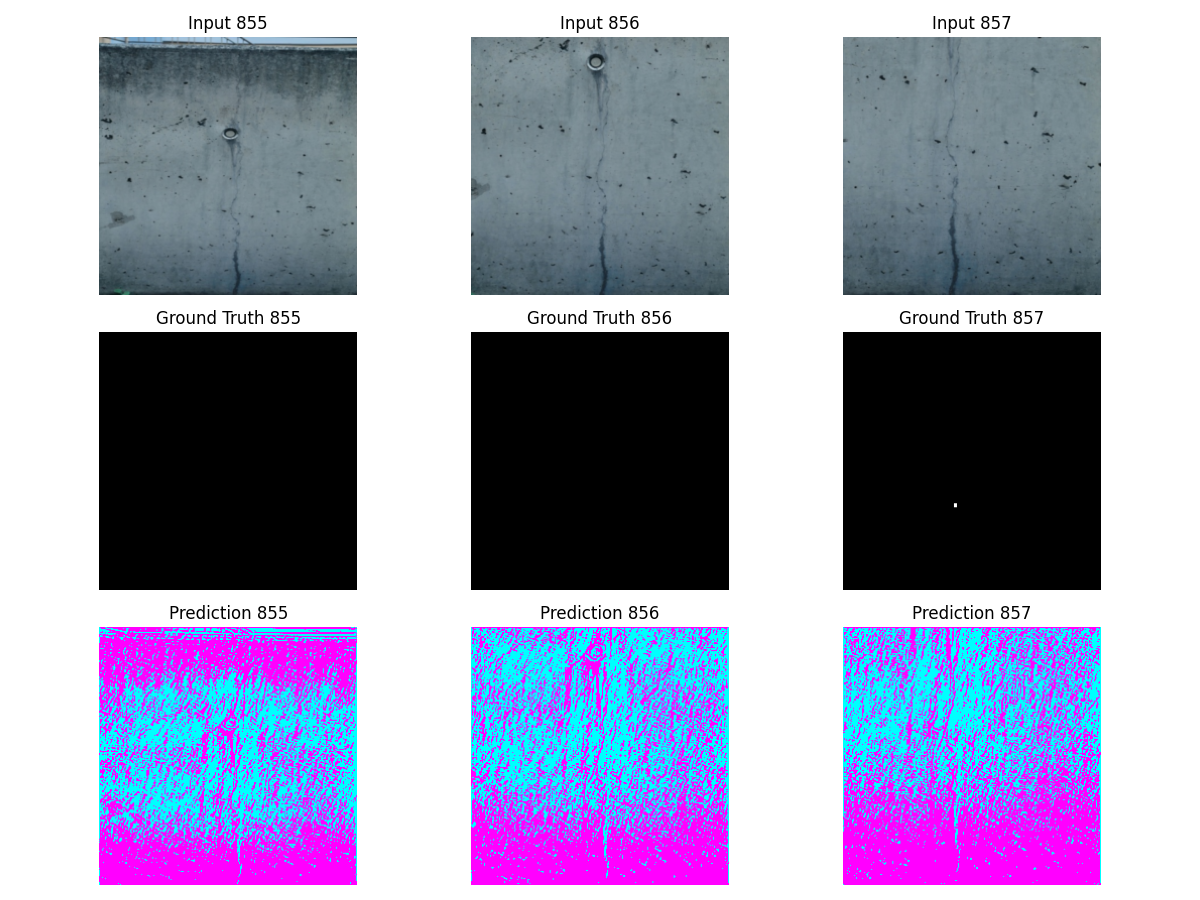 Input 855
Input 856
Input 857
Ground Truth 855
Ground Truth 856
Ground Truth 857
Prediction 855
Prediction 856
Prediction 857